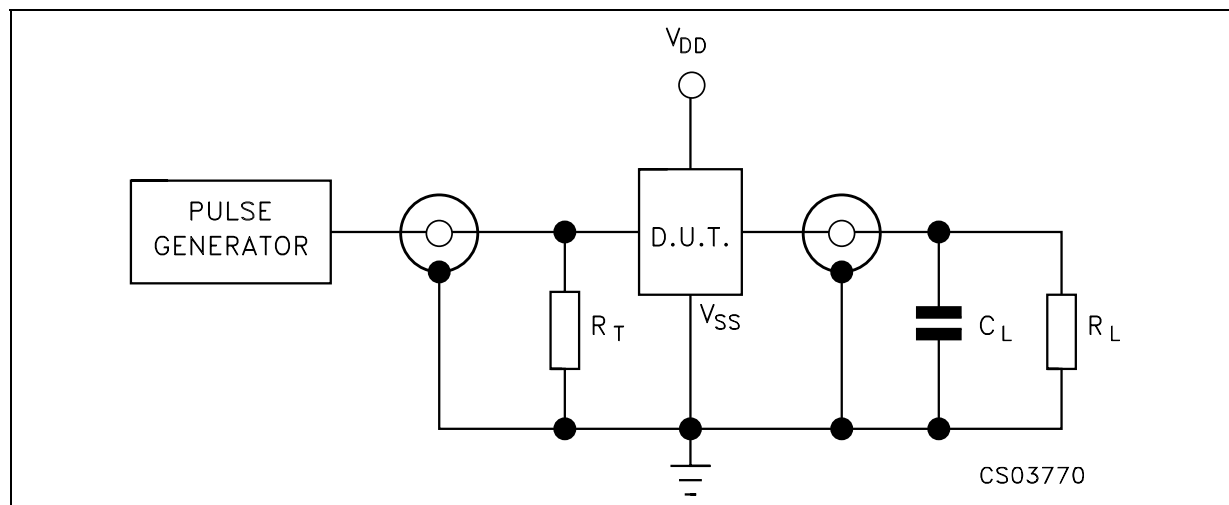 VDD
PULSE
GENERATOR
D.U.T.
VSS
RT
CL
RL
CS03770